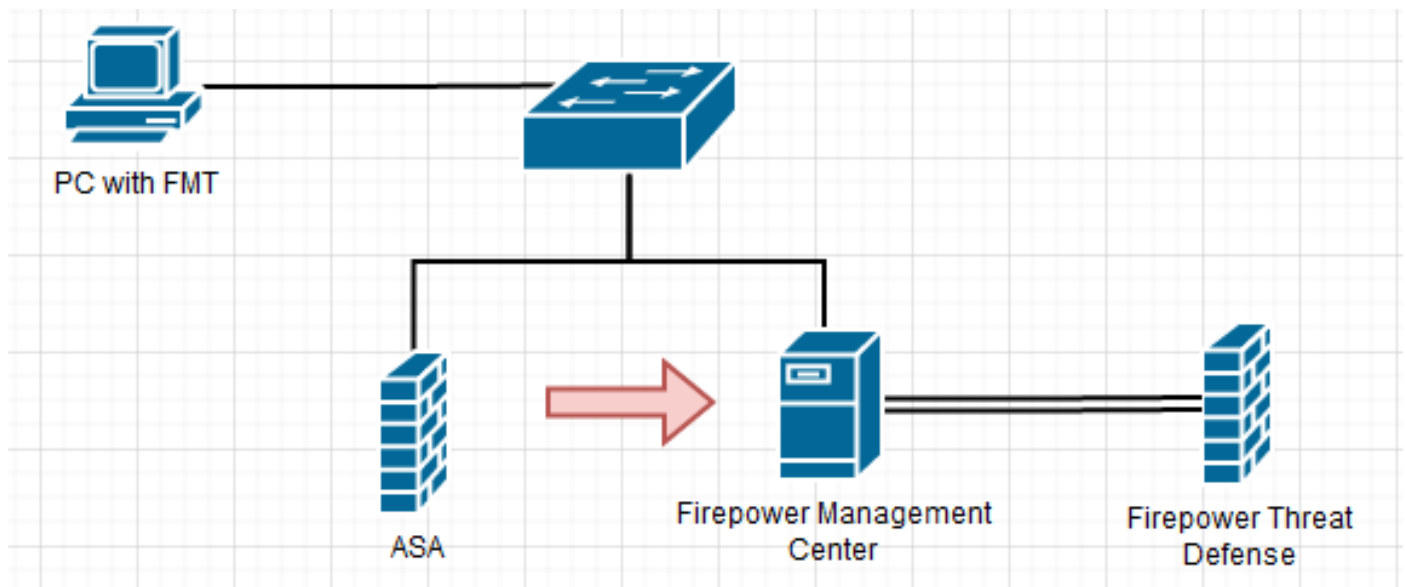 PC with FMT
ASA
Firepower Management
Center
Firepower Threat
Defense